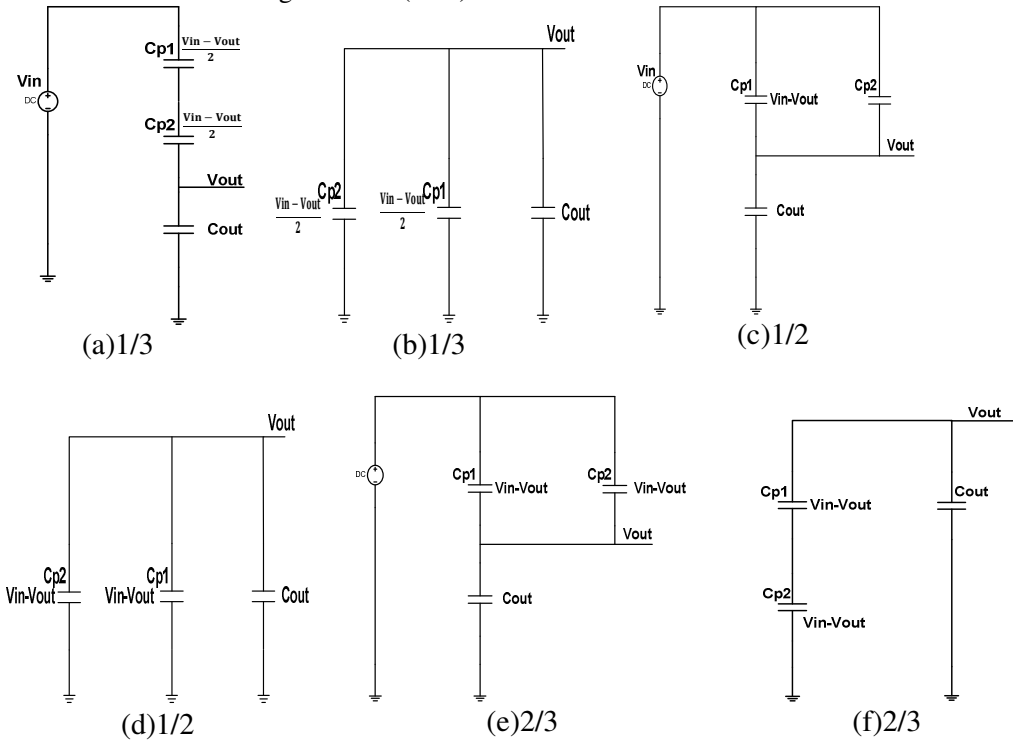 Vin
DC
Cp1
Vin − Vout
2
Cp2
Vin − Vout
2
Vout
Cout
(a)1/3
Vout
Vin − Vout
2
Cp2
Vin − Vout
2
Cp1
Cout
(b)1/3
Vin
DC
Cp1
Vin-Vout
Cp2
Vout
Cout
(c)1/2
Vout
Cp2
Vin-Vout
Cp1
Vin-Vout
Cout
(d)1/2
DC
Cp1
Vin-Vout
Cp2
Vin-Vout
Vout
Cout
(e)2/3
Vout
Cp1
Vin-Vout
Cout
Cp2
Vin-Vout
(f)2/3